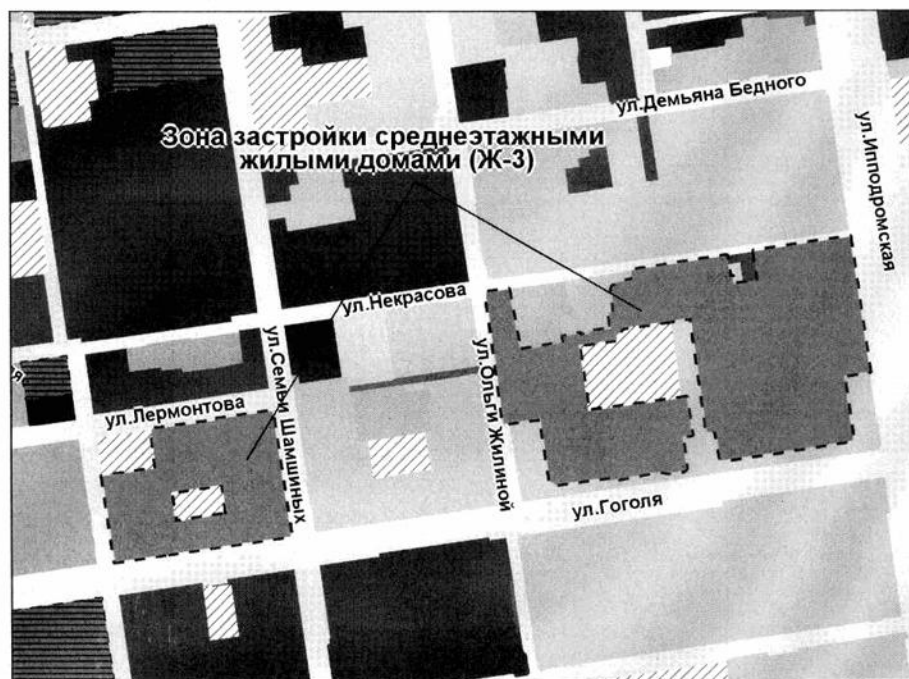 ул.Демьяна Бедного
ул.Ипподромская
Зона застройки среднеэтажными
жилыми домами (Ж-3)
ул.Некрасова
ул.Семьи Шамшиных
ул.Ольги Жилиной
ул.Лермонтова
ул.Гоголя